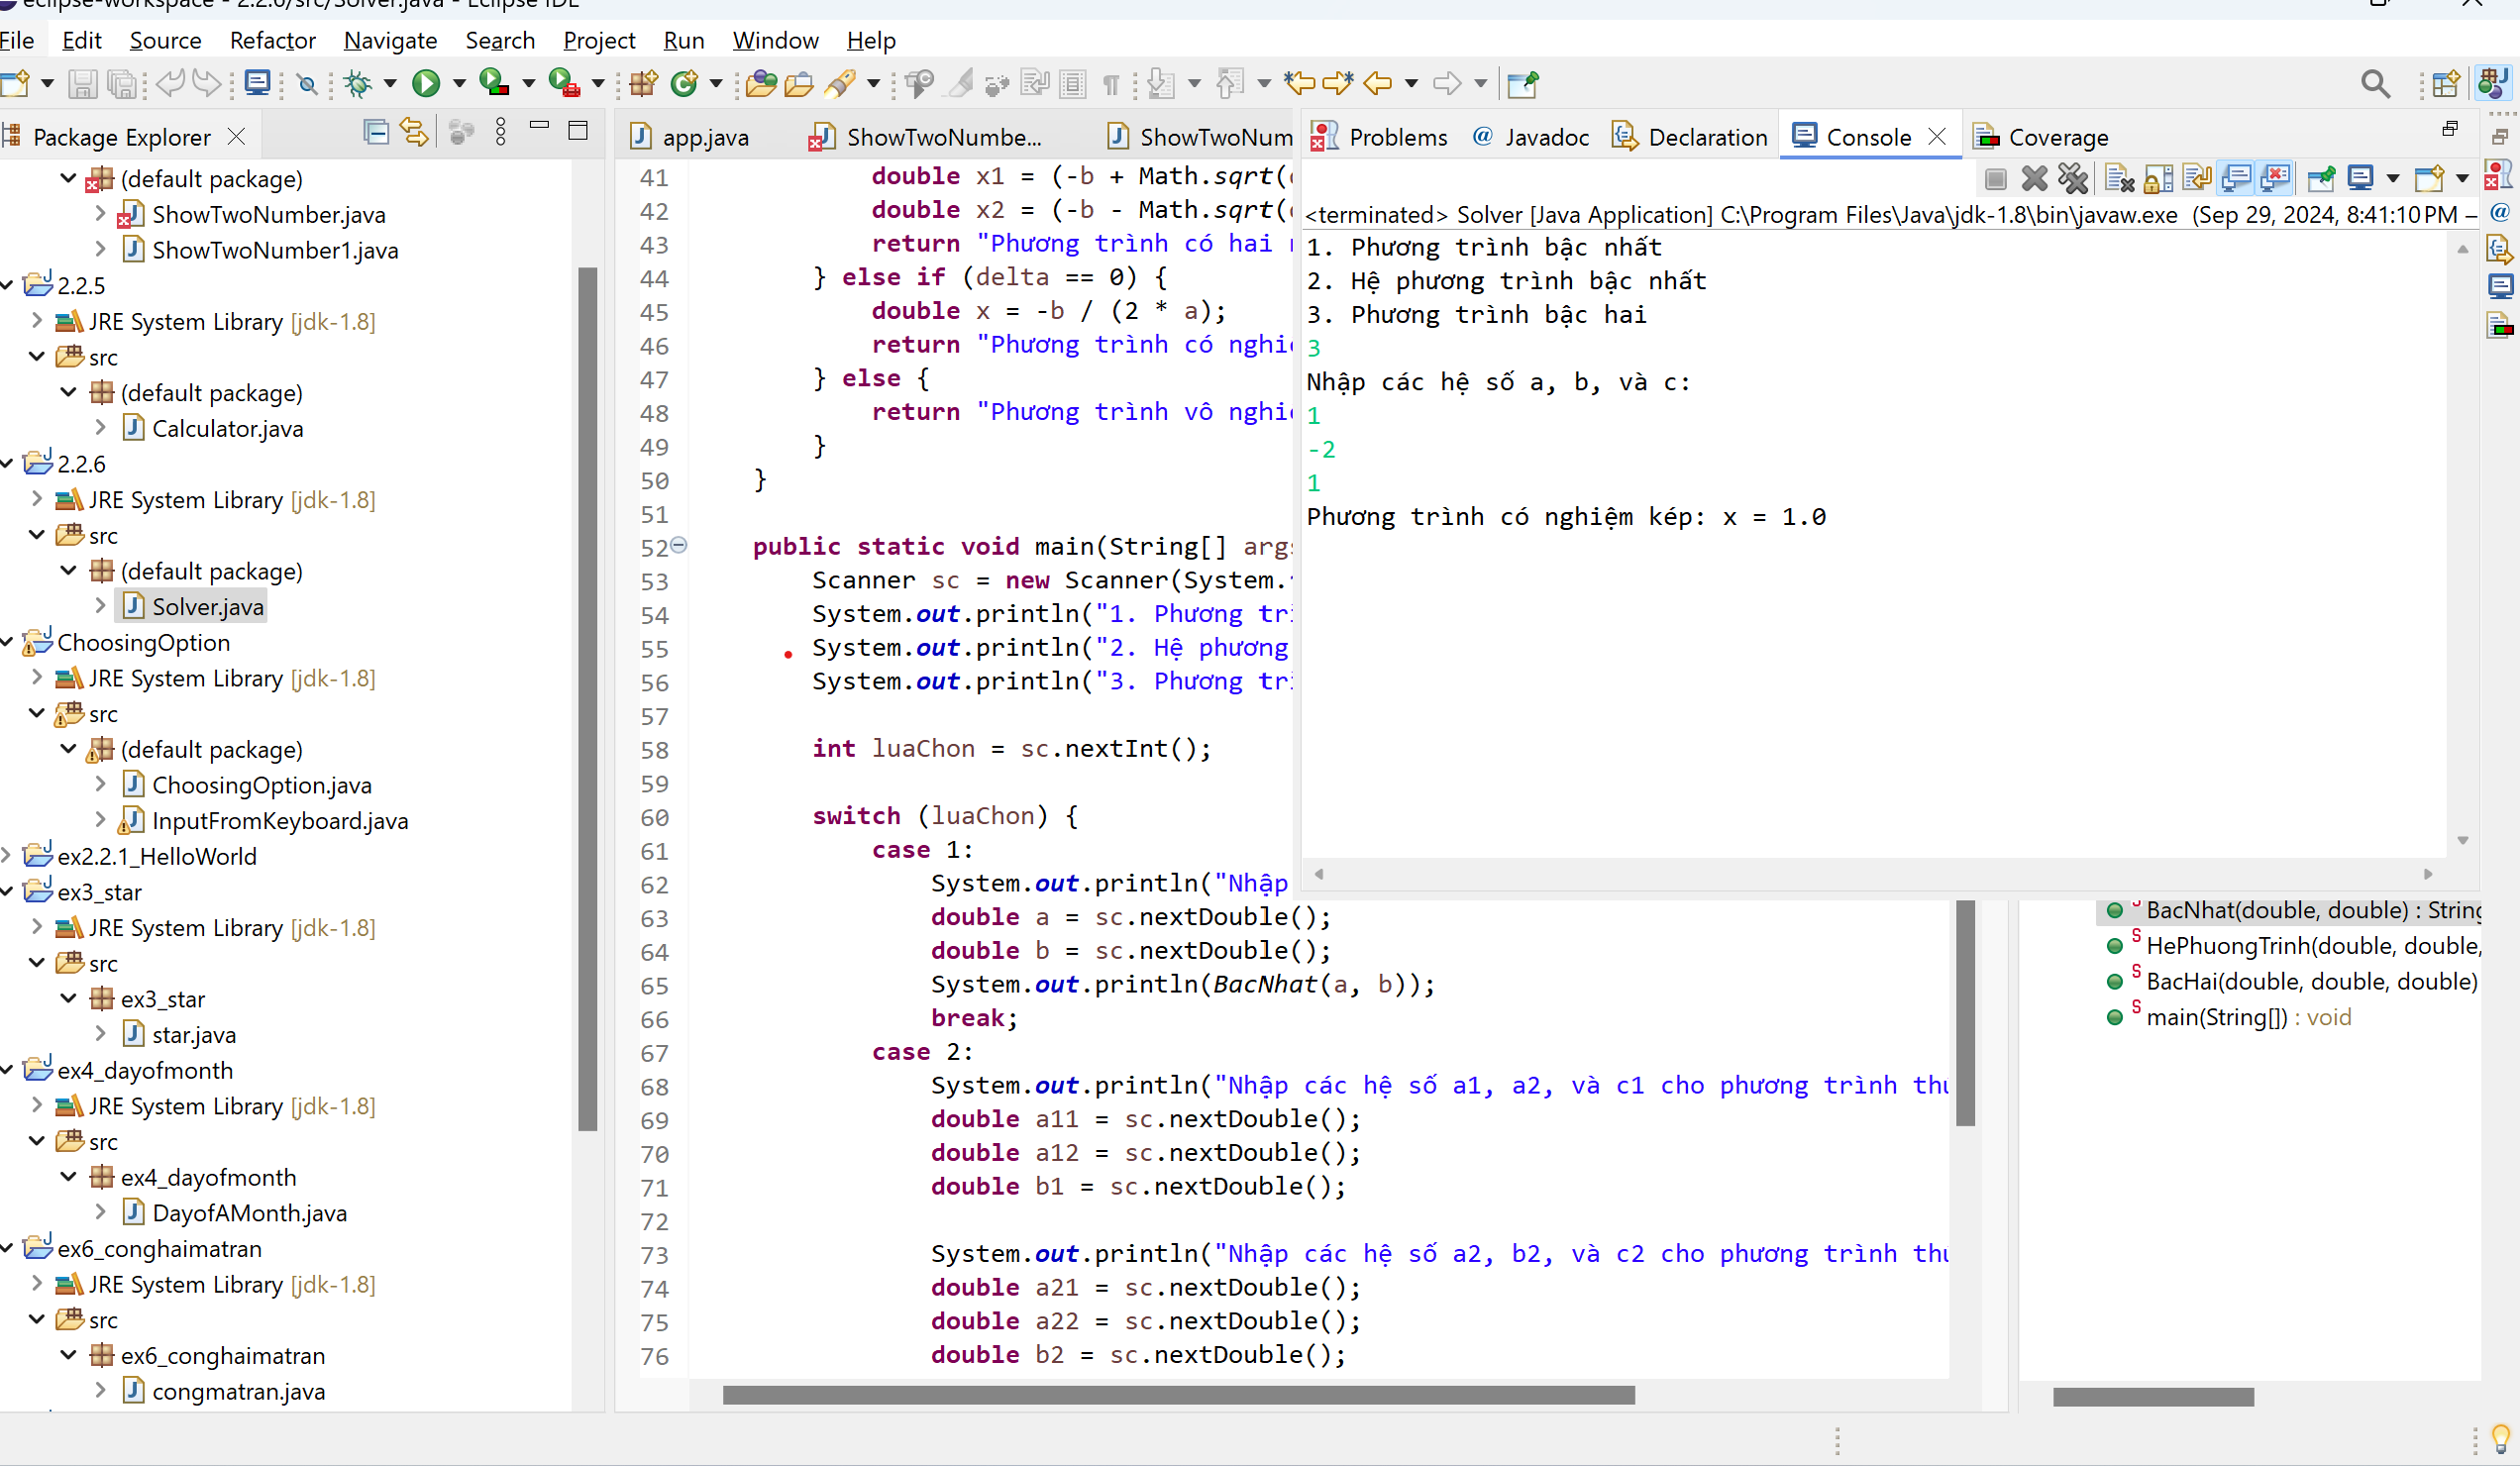 eclipse-workspace - 2.2.6/src/Solver.java - Eclipse IDE
File Edit Source Refactor Navigate Search Project Run Window Help
Package Explorer
(default package)
ShowTwoNumber.java
ShowTwoNumber1.java
2.2.5
JRE System Library [jdk-1.8]
src
(default package)
Calculator.java
2.2.6
JRE System Library [jdk-1.8]
src
(default package)
Solver.java
ChoosingOption
JRE System Library [jdk-1.8]
src
(default package)
ChoosingOption.java
InputFromKeyboard.java
ex2.2.1_HelloWorld
ex3_star
JRE System Library [jdk-1.8]
src
ex3_star
star.java
ex4_dayofmonth
JRE System Library [jdk-1.8]
src
ex4_dayofmonth
DayofAMonth.java
ex6_conghaimatran
JRE System Library [jdk-1.8]
src
ex6_conghaimatran
congmatran.java
app.java ShowTwoNumbe... ShowTwoNum
41 double x1 = (-b + Math.sqrt(
42 double x2 = (-b - Math.sqrt(
43 return "Phương trình có hai
44 } else if (delta == 0) {
45 double x = -b / (2 * a);
46 return "Phương trình có nghi
47 } else {
48 return "Phương trình vô nghi
49 }
50 }
51
52 public static void main(String[] args
53 Scanner sc = new Scanner(System.
54 System.out.println("1. Phương tr
55 System.out.println("2. Hệ phương
56 System.out.println("3. Phương tr
57
58 int luaChon = sc.nextInt();
59
60 switch (luaChon) {
61 case 1:
62 System.out.println("Nhập
63 double a = sc.nextDouble();
64 double b = sc.nextDouble();
65 System.out.println(BacNhat(a, b));
66 break;
67 case 2:
68 System.out.println("Nhập các hệ số a1, a2, và c1 cho phương trình thứ
69 double a11 = sc.nextDouble();
70 double a12 = sc.nextDouble();
71 double b1 = sc.nextDouble();
72
73 System.out.println("Nhập các hệ số a2, b2, và c2 cho phương trình thứ
74 double a21 = sc.nextDouble();
75 double a22 = sc.nextDouble();
76 double b2 = sc.nextDouble();
Problems Javadoc Declaration Console Coverage
<terminated> Solver [Java Application] C:\Program Files\Java\jdk-1.8\bin\javaw.exe (Sep 29, 2024, 8:41:10 PM –
1. Phương trình bậc nhất
2. Hệ phương trình bậc nhất
3. Phương trình bậc hai
3
Nhập các hệ số a, b, và c:
1
-2
1
Phương trình có nghiệm kép: x = 1.0
BacNhat(double, double) : String
HePhuongTrinh(double, double,
BacHai(double, double, double)
main(String[]) : void